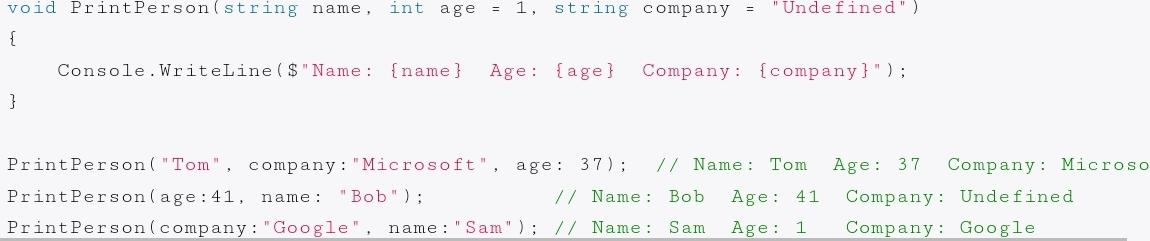 void PrintPerson(string name, int age = 1, string company = "Undefined")
{
    Console.WriteLine($"Name: {name}  Age: {age}  Company: {company}");
}
PrintPerson("Tom", company:"Microsoft", age: 37);  // Name: Tom  Age: 37  Company: Microso
PrintPerson(age:41, name: "Bob");          // Name: Bob  Age: 41  Company: Undefined
PrintPerson(company:"Google", name:"Sam"); // Name: Sam  Age: 1   Company: Google